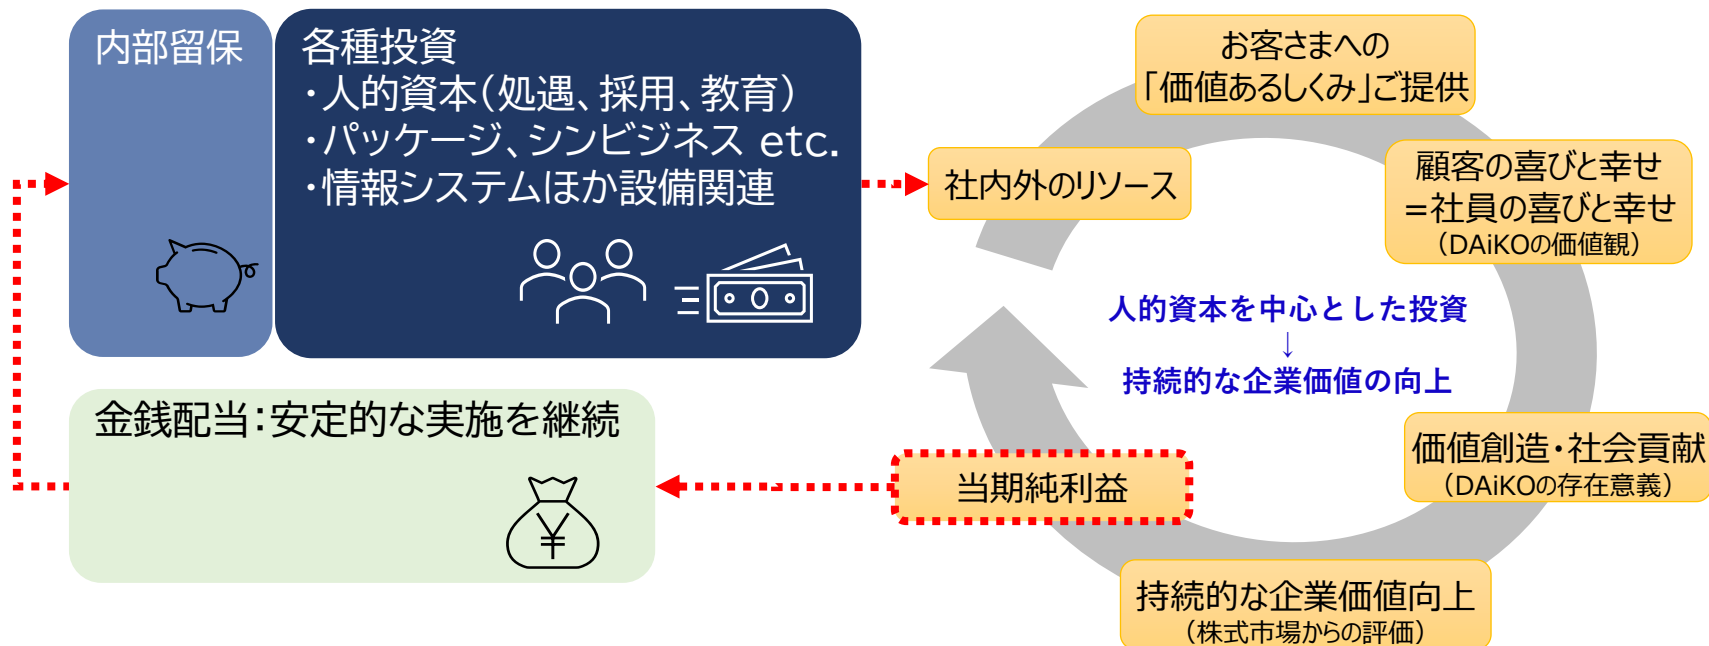 内部留保
各種投資
・人的資本(処遇、採用、教育)
・パッケージ、シンビジネス etc.
・情報システムほか設備関連
金銭配当：安定的な実施を継続
お客さまへの
「価値あるしくみ」ご提供
顧客の喜びと幸せ
=社員の喜びと幸せ
（DAiKOの価値観）
社内外のリソース
人的資本を中心とした投資
↓
持続的な企業価値の向上
価値創造・社会貢献
（DAiKOの存在意義）
当期純利益
持続的な企業価値向上
（株式市場からの評価）